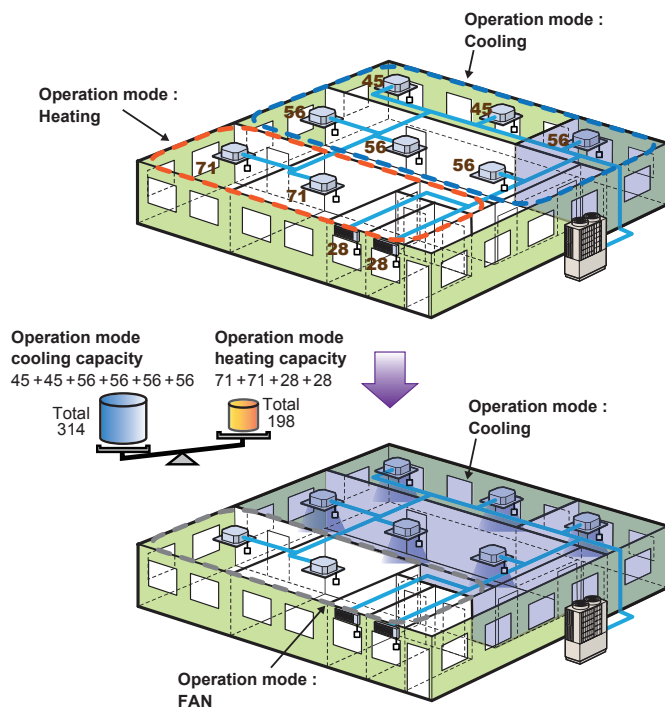 Operation mode :
Cooling
Operation mode :
Heating
45
56
45
56
56
56
71
71
28
28
Operation mode
cooling capacity
45+45+56+56+56+56
Total
314
Operation mode
heating capacity
71+71+28+28
Total
198
Operation mode :
Cooling
Operation mode :
FAN